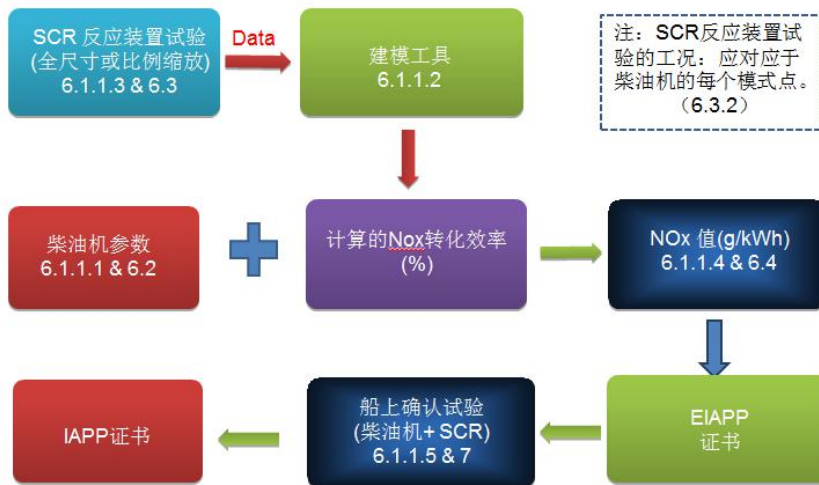 SCR 反应装置试验
(全尺寸或比例缩放)
6.1.1.3 & 6.3
Data
建模工具
6.1.1.2
注：SCR反应装置试
验的工况：应对应于
柴油机的每个模式点。
（6.3.2）
柴油机参数
6.1.1.1 & 6.2
计算的Nox转化效率
(%)
NOx 值(g/kWh)
6.1.1.4 & 6.4
IAPP证书
船上确认试验
(柴油机+ SCR)
6.1.1.5 & 7
EIAPP
证书